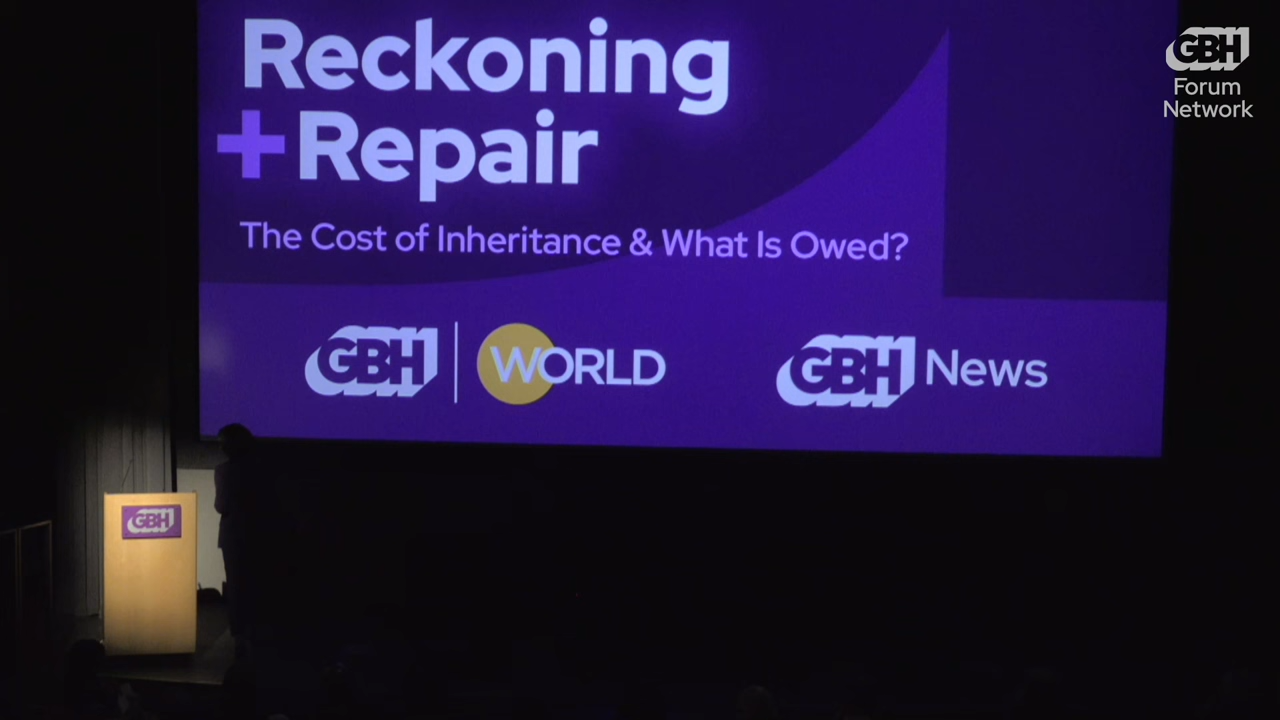 Reckoning
+Repair
The Cost of Inheritance & What Is Owed?
GBH | WORLD
GBH News
GBH
Forum
Network
GBH